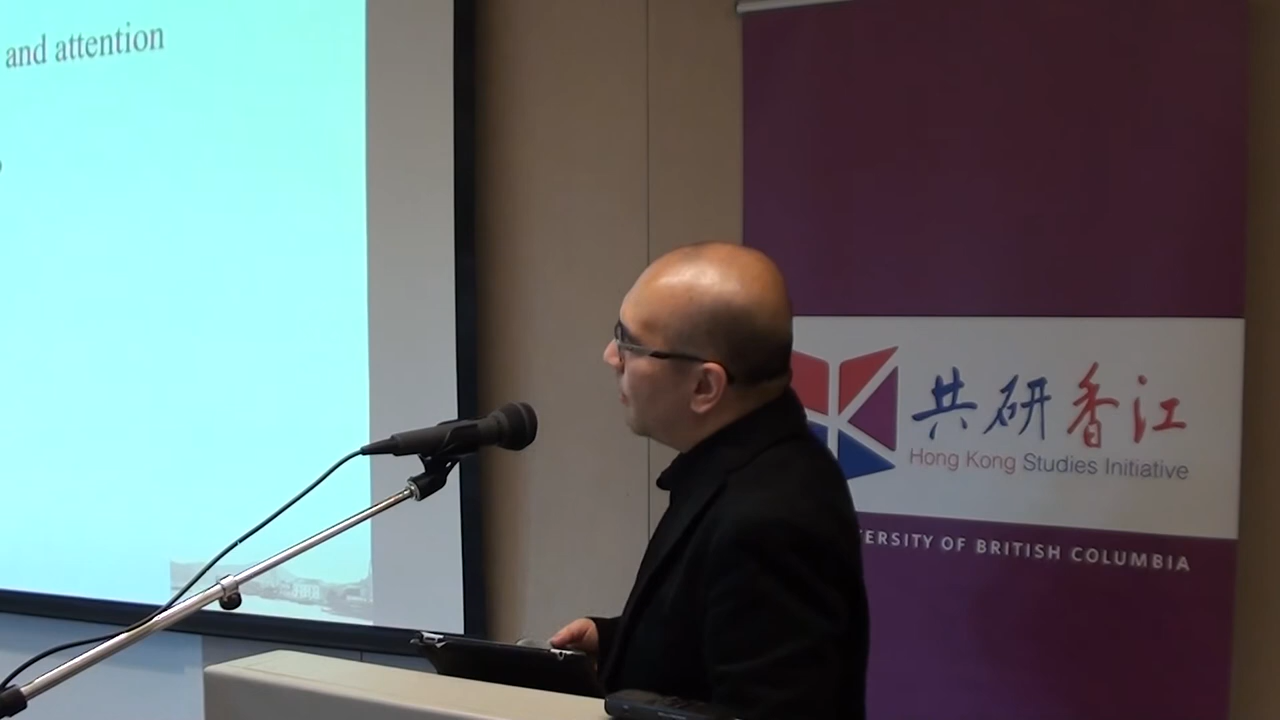 and attention
共研香江
Hong Kong Studies Initiative
ERSITY OF BRITISH COLUMBIA